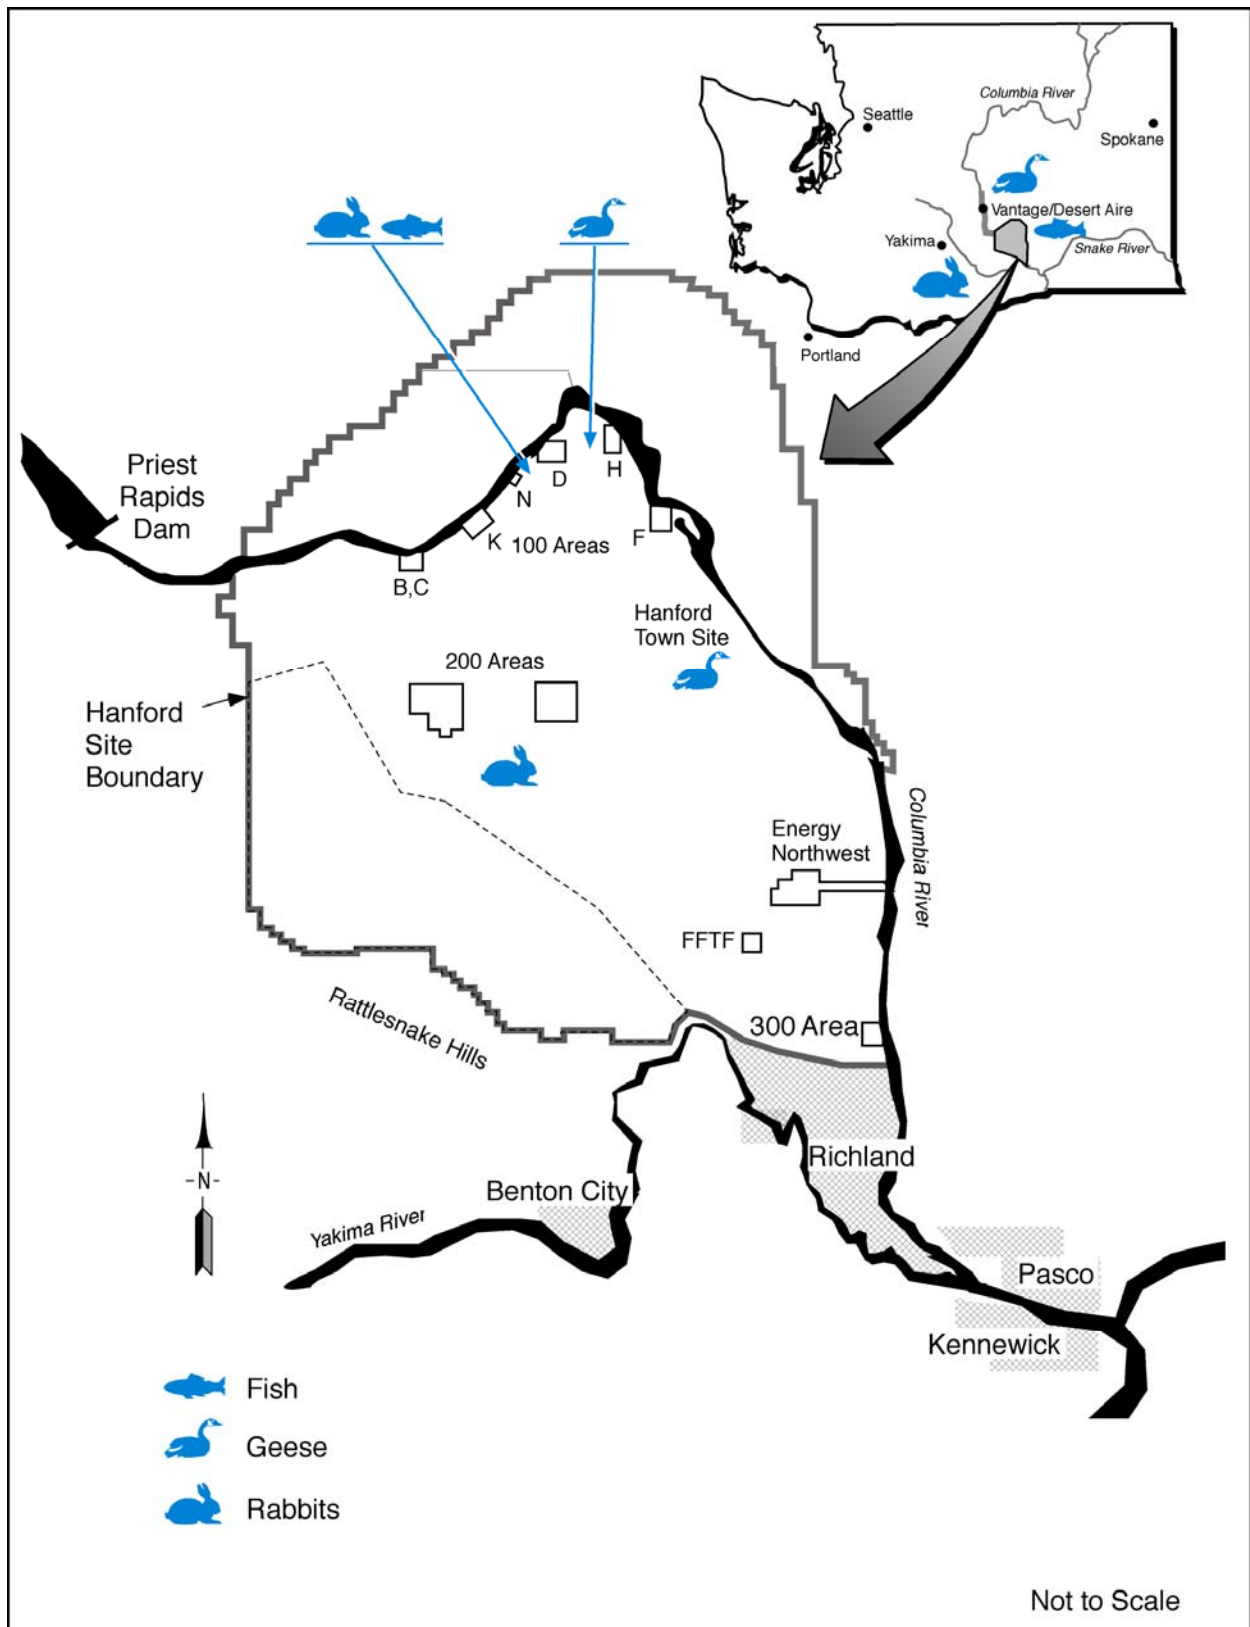 Columbia River
Seattle
Spokane
Vantage/Desert Aire
Yakima
Snake River
Portland
Priest
Rapids
Dam
D
H
N
K
100 Areas
F
B,C
Hanford
Town Site
200 Areas
Hanford
Site
Boundary
Columbia River
Energy
Northwest
FFTF
Rattlesnake Hills
300 Area
-N-
Richland
Benton City
Yakima River
Pasco
Kennewick
Fish
Geese
Rabbits
Not to Scale